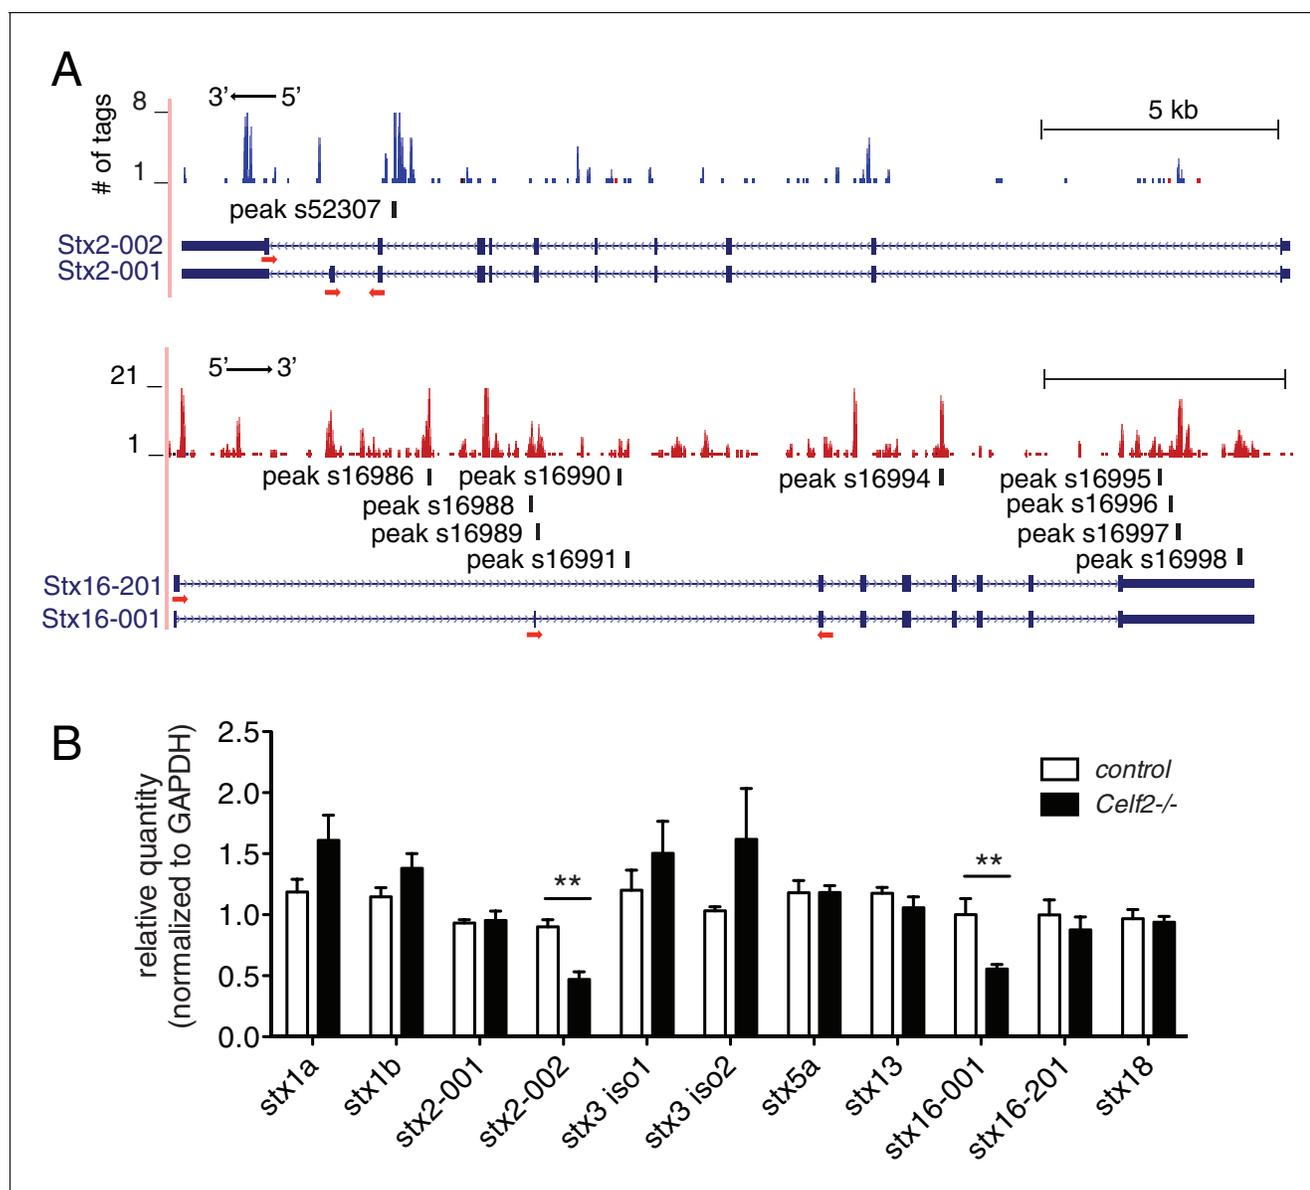 A
# of tags
8
1
3' 5'
5 kb
peak s52307
Stx2-002
Stx2-001
21
1
5' 3'
peak s16986
peak s16990
peak s16994
peak s16995
peak s16988
peak s16996
peak s16989
peak s16997
peak s16991
peak s16998
Stx16-201
Stx16-001
B
relative quantity
(normalized to GAPDH)
2.5
2.0
1.5
1.0
0.5
0.0
control
Celf2-/-
**
**
stx1a
stx1b
stx2-001
stx2-002
stx3 iso1
stx3 iso2
stx5a
stx13
stx16-001
stx16-201
stx18